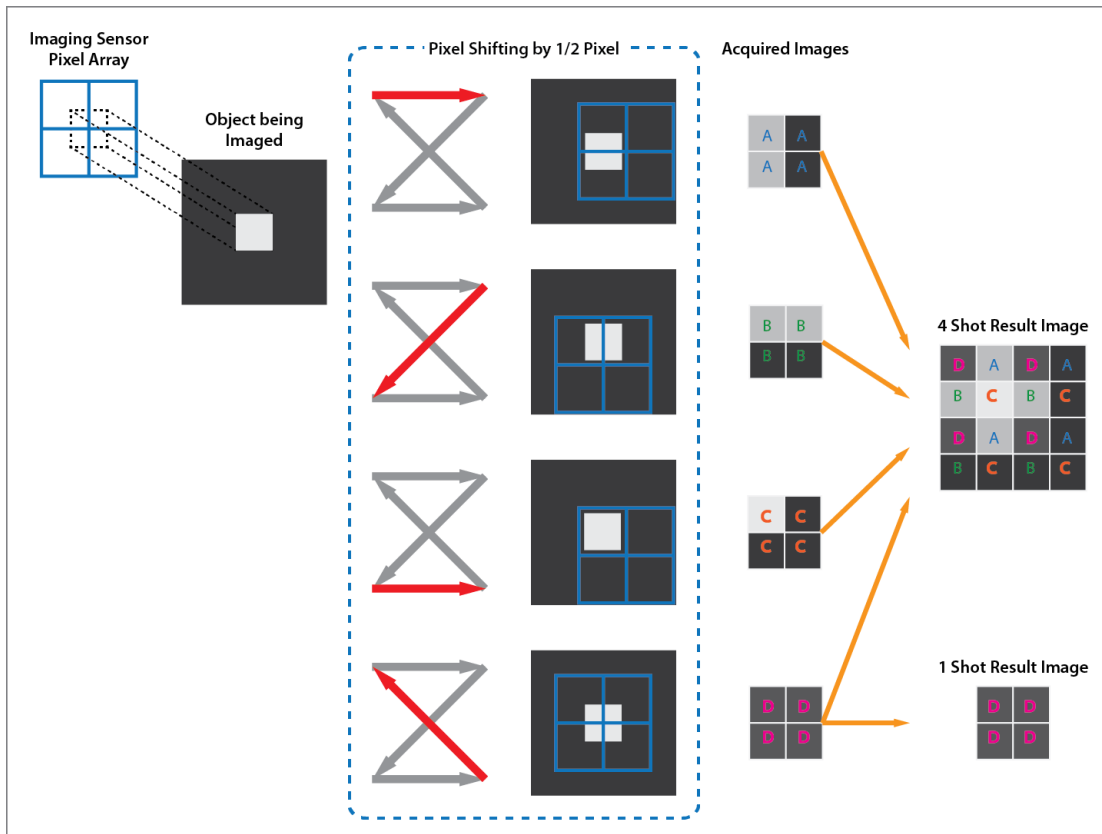 Imaging Sensor
Pixel Array
Object being
Imaged
Pixel Shifting by 1/2 Pixel
Acquired Images
A A
A A
B B
B B
C C
C C
D D
D D
4 Shot Result Image
D A D A
B C B C
D A D A
B C B C
1 Shot Result Image
D D
D D